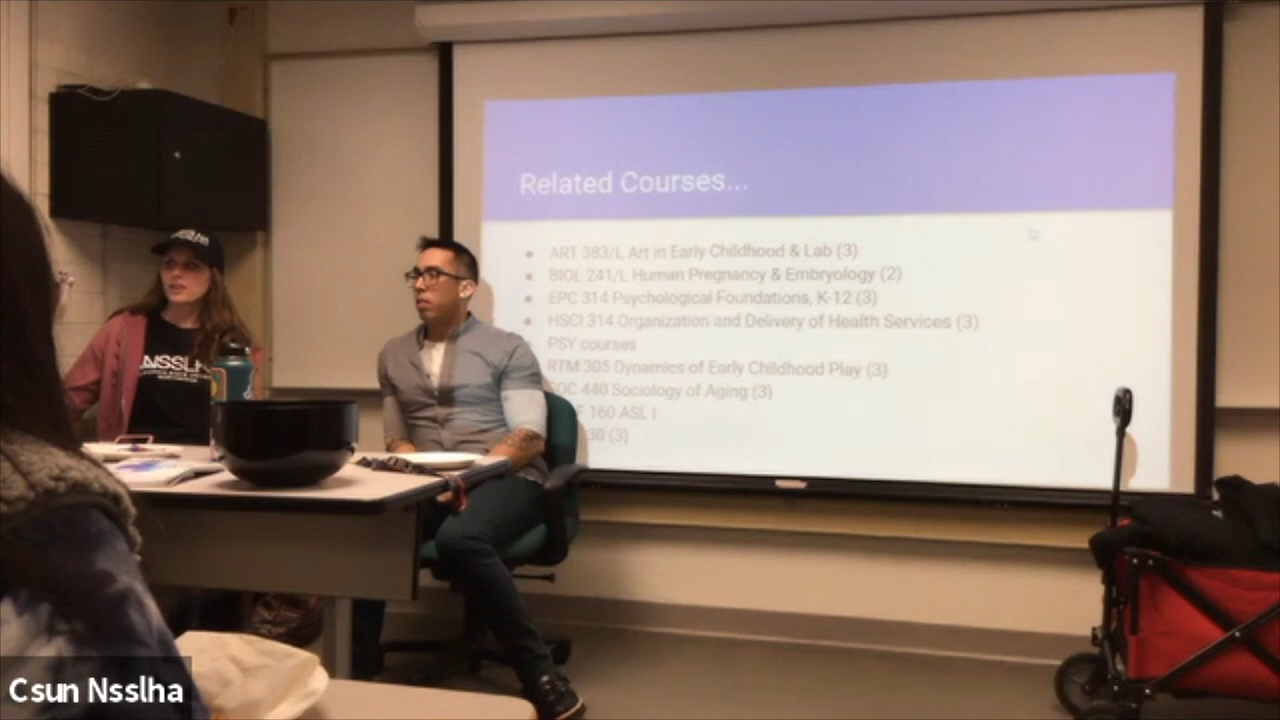 Related Courses...
ART 383/L Art in Early Childhood & Lab (3)
BIOL 241/L Human Pregnancy & Embryology (2)
EPC 314 Psychological Foundations, K-12 (3)
HSCI 314 Organization and Delivery of Health Services (3)
PSY courses
RTM 305 Dynamics of Early Childhood Play (3)
SOC 440 Sociology of Aging (3)
160 ASL I
30 (3)
NSSLH
Csun Nsslha